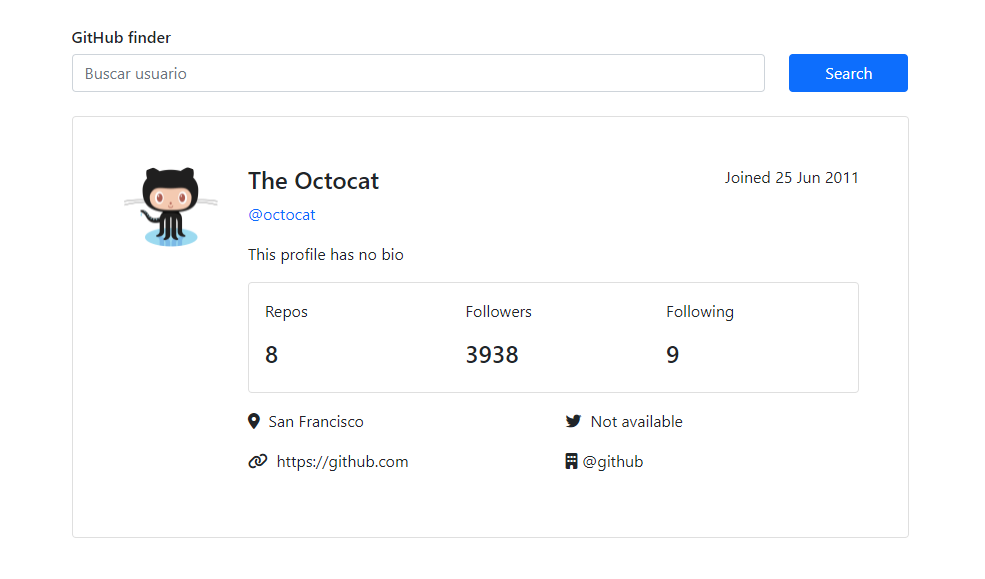 GitHub finder
Buscar usuario
Search
The Octocat
Joined 25 Jun 2011
@octocat
This profile has no bio
Repos Followers Following
8 3938 9
San Francisco Not available
https://github.com @github